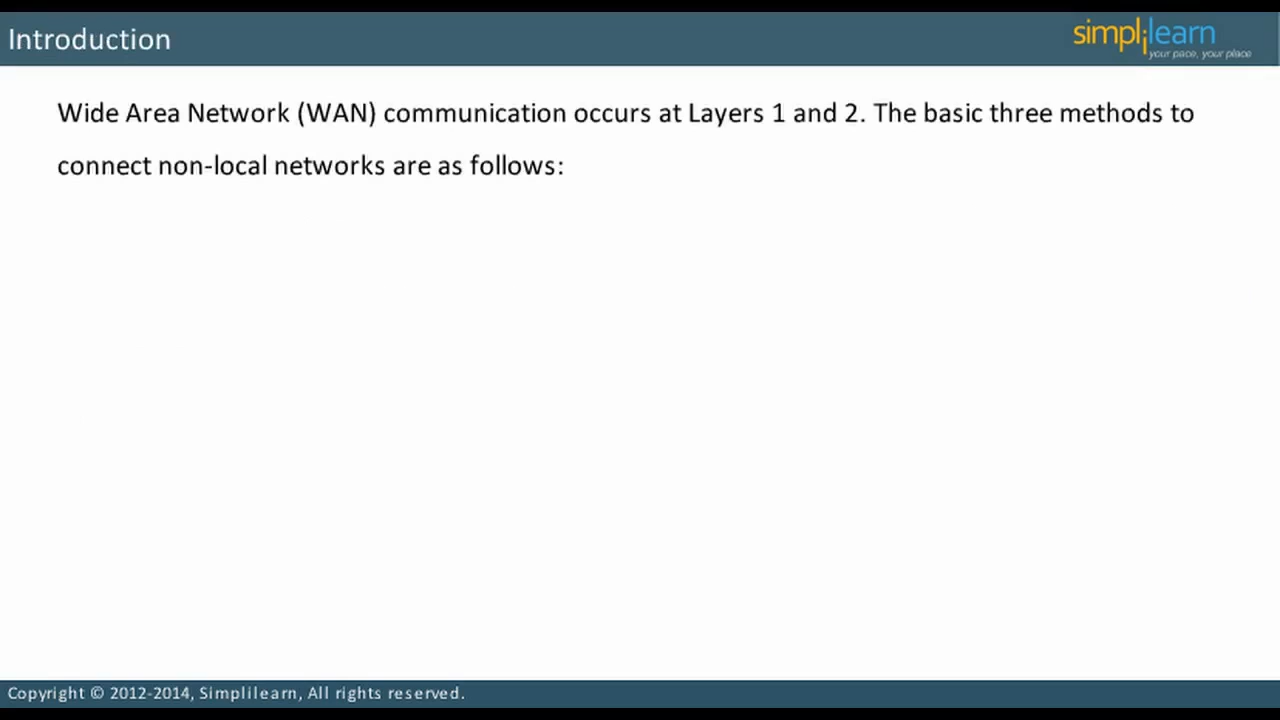 Introduction
simplilearn
your pace, your place
Wide Area Network (WAN) communication occurs at Layers 1 and 2. The basic three methods to
connect non-local networks are as follows:
Copyright © 2012-2014, Simplilearn, All rights reserved.